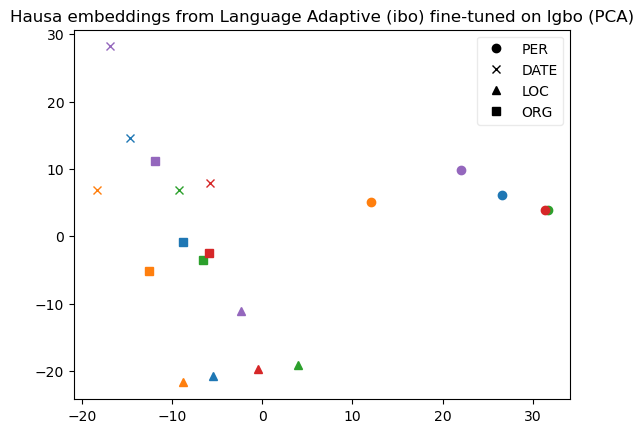 Hausa embeddings from Language Adaptive (ibo) fine-tuned on Igbo (PCA)
30
20
10
0
−10
−20
−20
−10
0
10
20
30
PER
DATE
LOC
ORG